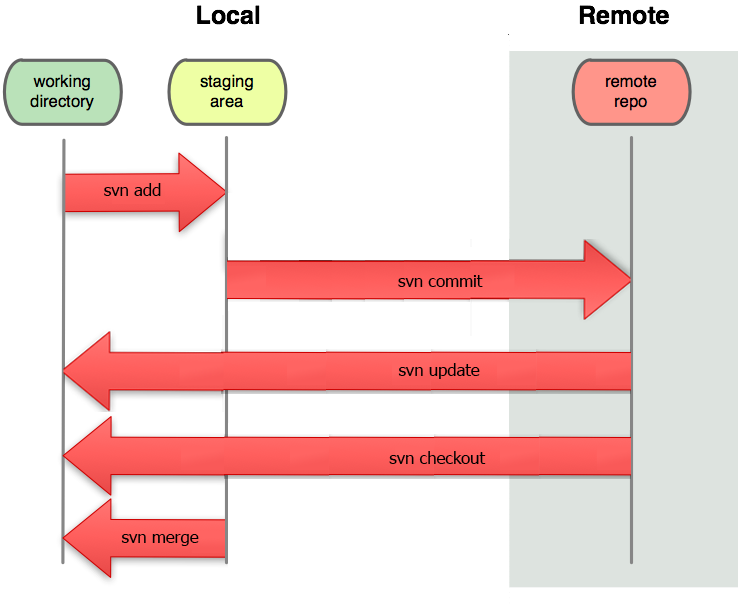 Local
Remote
working
directory
staging
area
remote
repo
svn add
svn commit
svn update
svn checkout
svn merge